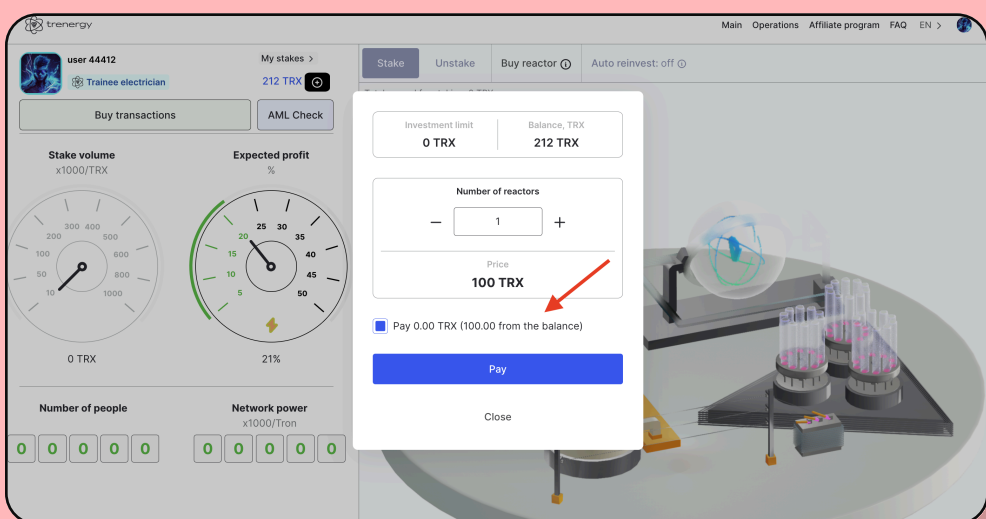 trenergy
Main Operations Affiliate program FAQ EN >
user 44412
My stakes >
Trainee electrician
212 TRX
Buy transactions
AML Check
Stake Unstake Buy reactor Auto reinvest: off
Stake volume
x1000/TRX
Expected profit
%
300 400
200 500
100 600
50 800
10 1000
25 30
20 35
15 40
10 45
5 50
0 TRX
21%
Number of people
Network power
x1000/Tron
0 0 0 0 0
0 0 0 0 0
Investment limit
0 TRX
Balance, TRX
212 TRX
Number of reactors
− 1 +
Price
100 TRX
Pay 0.00 TRX (100.00 from the balance)
Pay
Close